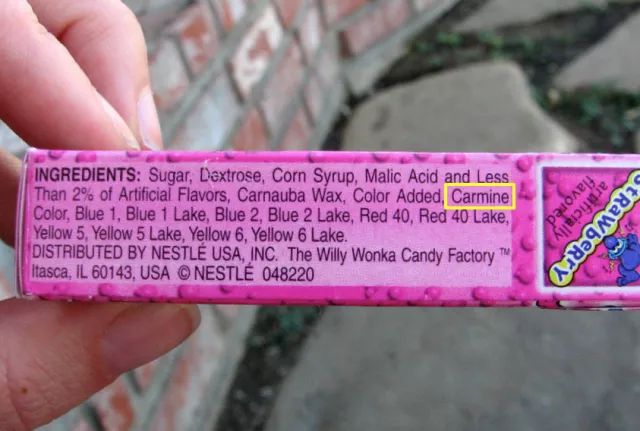 INGREDIENTS: Sugar, Dextrose, Corn Syrup, Malic Acid and Less
Than 2% of Artificial Flavors, Carnauba Wax, Color Added, Carmine
Color, Blue 1, Blue 1 Lake, Blue 2, Blue 2 Lake, Red 40, Red 40 Lake,
Yellow 5, Yellow 5 Lake, Yellow 6, Yellow 6 Lake.
DISTRIBUTED BY NESTLÉ USA, INC. The Willy Wonka Candy Factory™
Itasca, IL 60143, USA © NESTLÉ 048220
artificially
flavored
Strawberry